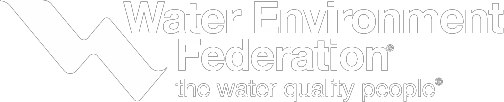 Water Environment
Federation®
the water quality people®